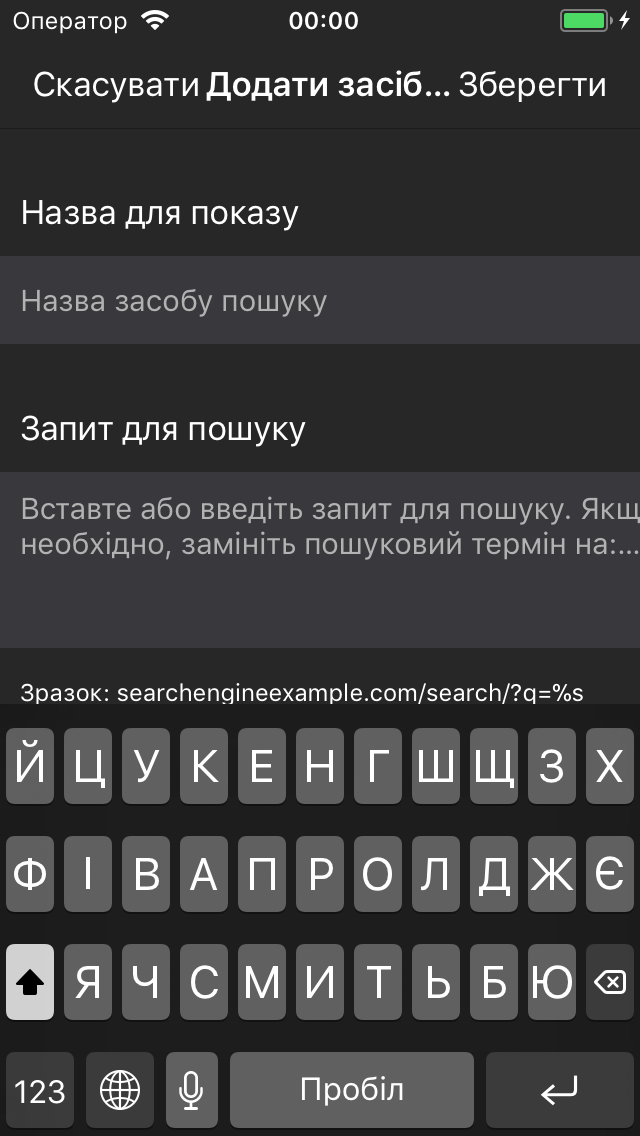 Оператор 00:00
Скасувати Додати засіб... Зберегти
Назва для показу
Назва засобу пошуку
Запит для пошуку
Вставте або введіть запит для пошуку. Якщ
необхідно, замініть пошуковий термін на:...
Зразок: searchengineexample.com/search/?q=%s
Й Ц У К Е Н Г Ш Щ З Х
Ф І В А П Р О Л Д Ж Є
Я Ч С М И Т Ь Б Ю
123 Пробіл